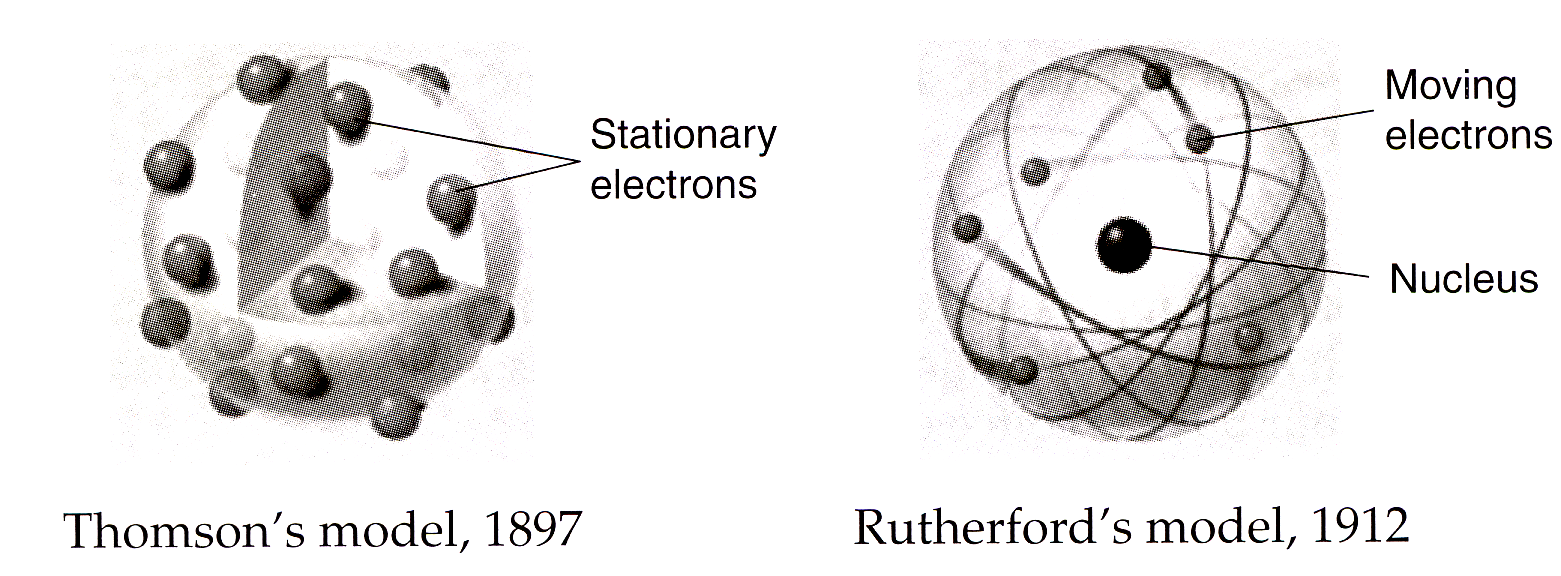 Stationary
electrons
Moving
electrons
Nucleus
Thomson's model, 1897
Rutherford's model, 1912